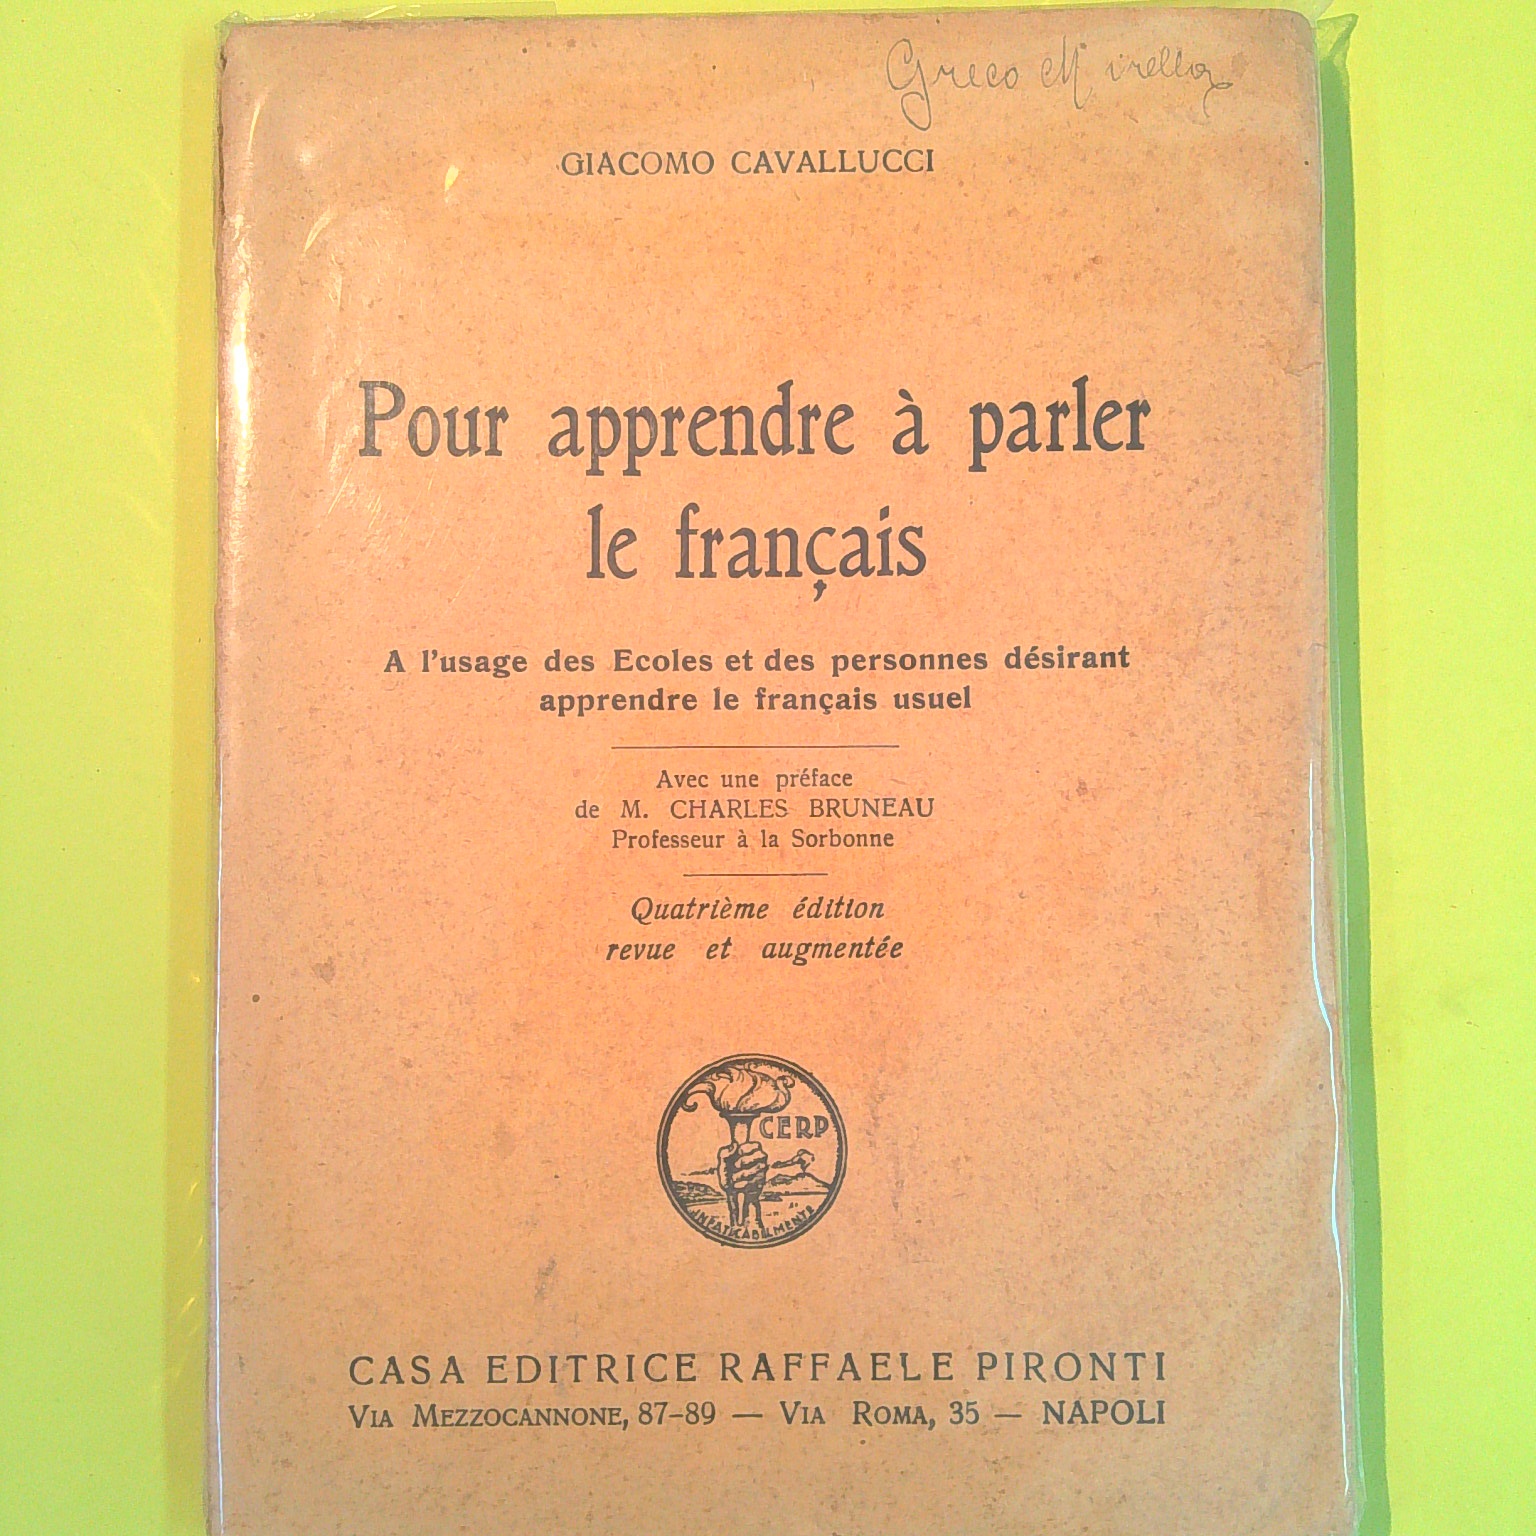 Greco Mirella
GIACOMO CAVALLUCCI
Pour apprendre à parler
le français
A l'usage des Ecoles et des personnes désirant
apprendre le français usuel
Avec une préface
de M. CHARLES BRUNEAU
Professeur à la Sorbonne
Quatrième édition
revue et augmentée
CERP
INFATICABILMENTE
CASA EDITRICE RAFFAELE PIRONTI
VIA MEZZOCANNONE, 87-89 — VIA ROMA, 35 — NAPOLI